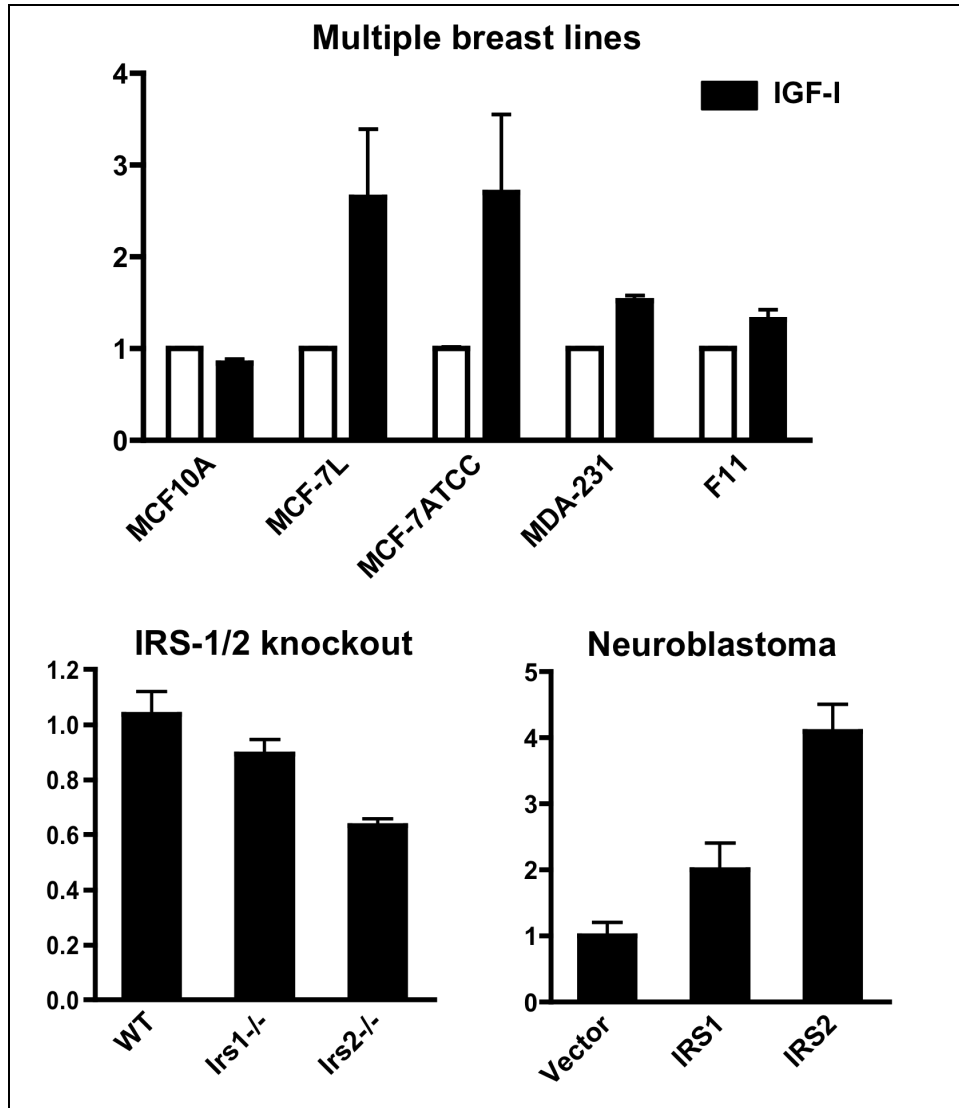 Multiple breast lines
IGF-I
4
3
2
1
0
MCF10A
MCF-7L
MCF-7ATCC
MDA-231
F11
IRS-1/2 knockout
1.2
1.0
0.8
0.6
0.4
0.2
0.0
WT
Irs1-/-
Irs2-/-
Neuroblastoma
5
4
3
2
1
0
Vector
IRS1
IRS2